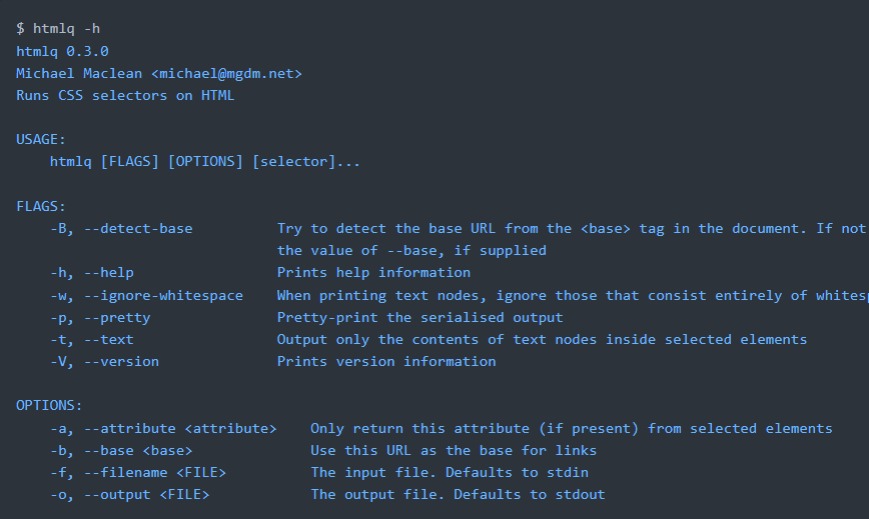 $ htmlq -h
htmlq 0.3.0
Michael Maclean <michael@mgdm.net>
Runs CSS selectors on HTML

USAGE:
    htmlq [FLAGS] [OPTIONS] [selector]...

FLAGS:
    -B, --detect-base          Try to detect the base URL from the <base> tag in the document. If not
                               the value of --base, if supplied
    -h, --help                 Prints help information
    -w, --ignore-whitespace    When printing text nodes, ignore those that consist entirely of
    -p, --pretty               Pretty-print the serialised output
    -t, --text                 Output only the contents of text nodes inside selected elements
    -V, --version              Prints version information

OPTIONS:
    -a, --attribute <attribute>    Only return this attribute (if present) from selected elements
    -b, --base <base>              Use this URL as the base for links
    -f, --filename <FILE>          The input file. Defaults to stdin
    -o, --output <FILE>            The output file. Defaults to stdout